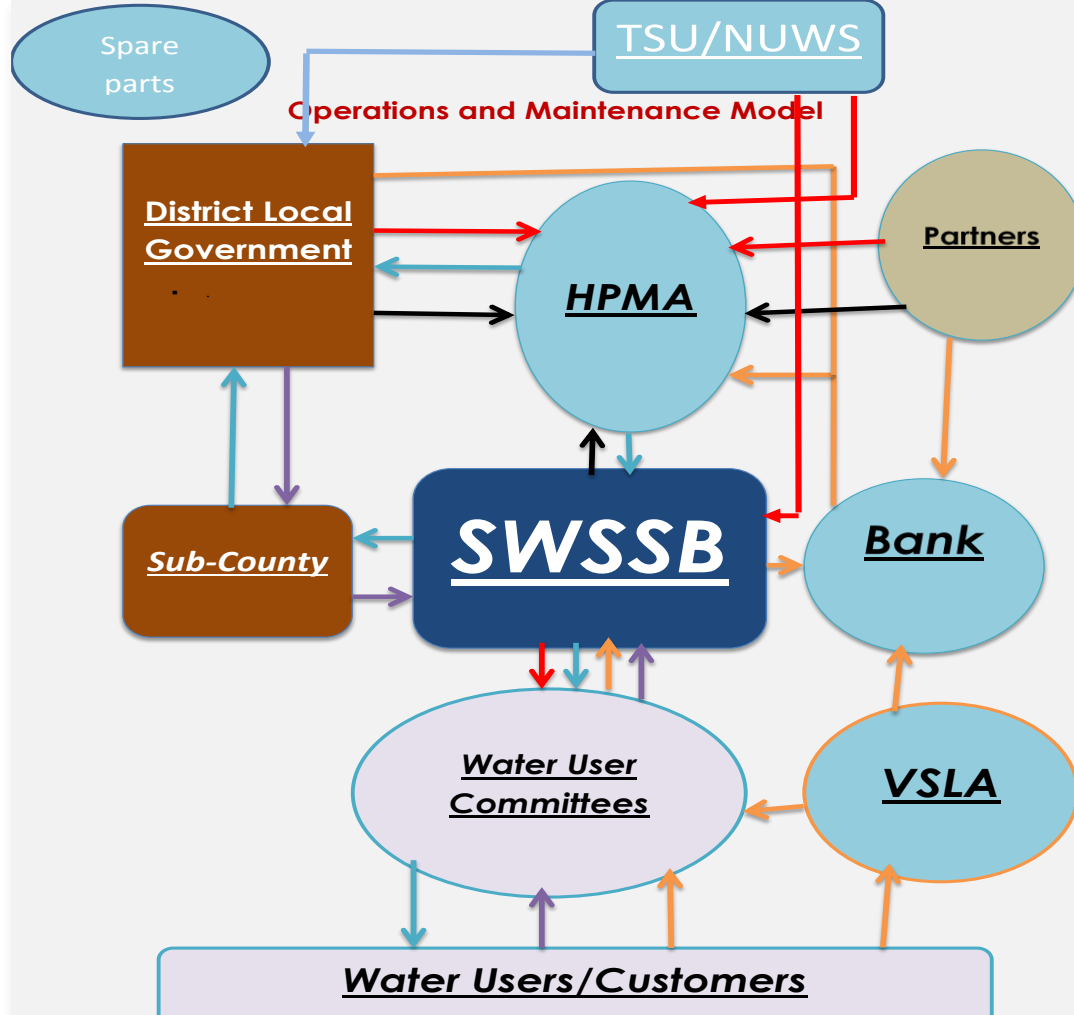 Spare
parts
TSU/NUWS
Operations and Maintenance Model
District Local
Government
Partners
HPMA
SWSSB
Sub-County
Bank
Water User
Committees
VSLA
Water Users/Customers